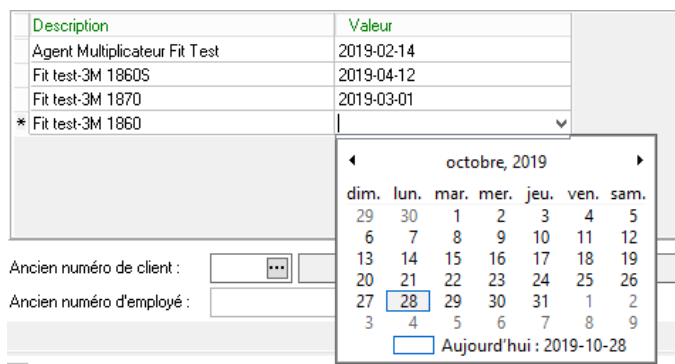 Description Valeur
Agent Multiplicateur Fit Test 2019-02-14
Fit test-3M 1860S 2019-04-12
Fit test-3M 1870 2019-03-01
* Fit test-3M 1860
octobre, 2019
dim. lun. mar. mer. jeu. ven. sam.
29 30 1 2 3 4 5
6 7 8 9 10 11 12
13 14 15 16 17 18 19
20 21 22 23 24 25 26
27 28 29 30 31 1 2
3 4 5 6 7 8 9
Aujourd'hui : 2019-10-28
Ancien numéro de client :
Ancien numéro d'employé :